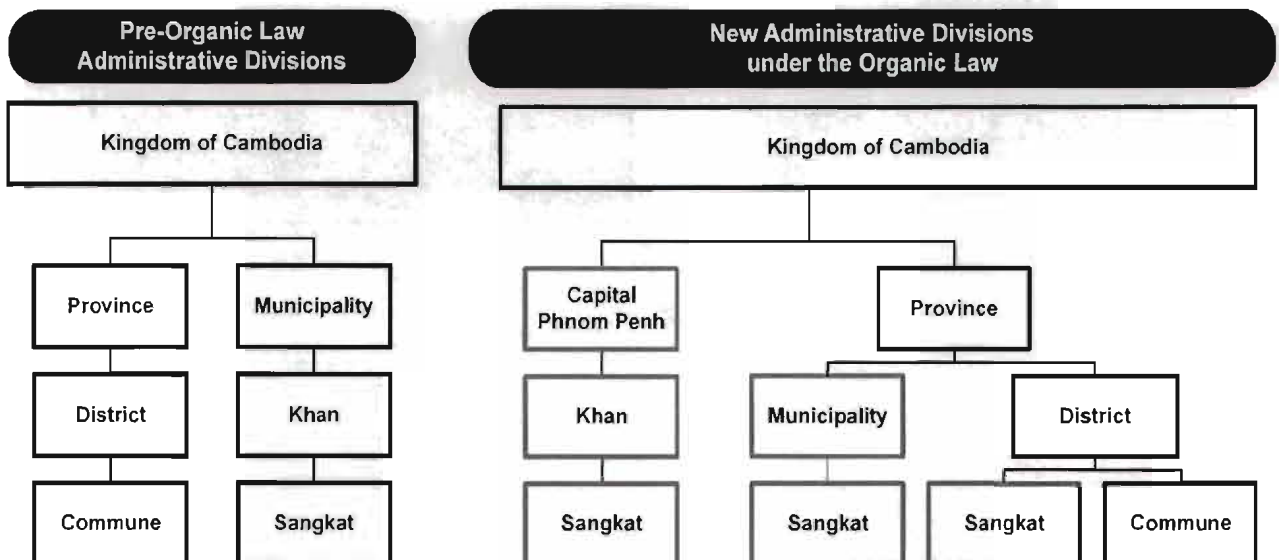 Pre-Organic Law
Administrative Divisions
New Administrative Divisions
under the Organic Law
Kingdom of Cambodia
Kingdom of Cambodia
Province
Municipality
Capital
Phnom Penh
Province
District
Khan
Khan
Municipality
District
Commune
Sangkat
Sangkat
Sangkat
Sangkat
Commune